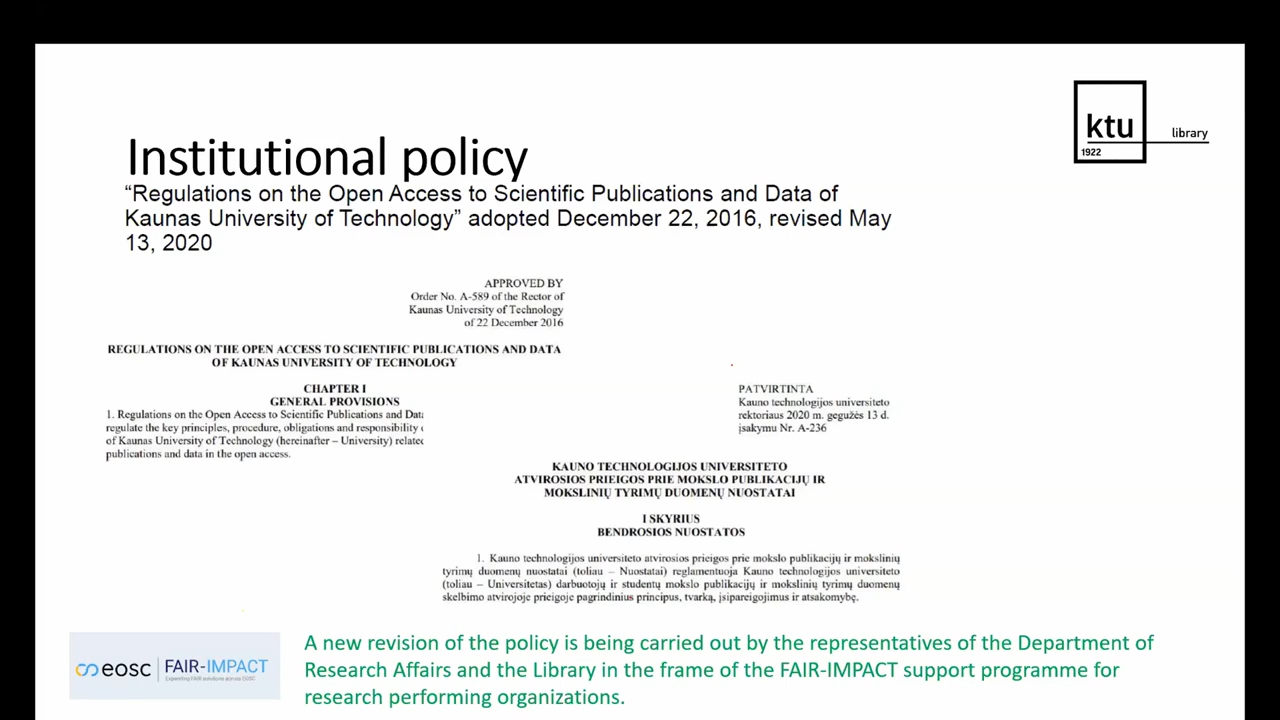 ktu
library
1922
Institutional policy
“Regulations on the Open Access to Scientific Publications and Data of
Kaunas University of Technology” adopted December 22, 2016, revised May
13, 2020
APPROVED BY
Order No. A-589 of the Rector of
Kaunas University of Technology
of 22 December 2016
REGULATIONS ON THE OPEN ACCESS TO SCIENTIFIC PUBLICATIONS AND DATA
OF KAUNAS UNIVERSITY OF TECHNOLOGY
CHAPTER I
GENERAL PROVISIONS
1. Regulations on the Open Access to Scientific Publications and Data
regulate the key principles, procedure, obligations and responsibility
of Kaunas University of Technology (hereinafter – University) related
publications and data in the open access.
PATVIRTINTA
Kauno technologijos universiteto
rektoriaus 2020 m. gegužės 13 d.
įsakymu Nr. A-236
KAUNO TECHNOLOGIJOS UNIVERSITETO
ATVIROSIOS PRIEIGOS PRIE MOKSLO PUBLIKACIJŲ IR
MOKSLINIŲ TYRIMŲ DUOMENŲ NUOSTATAI
I SKYRIUS
BENDROSIOS NUOSTATOS
1. Kauno technologijos universiteto atvirosios prieigos prie mokslo publikacijų ir mokslinių
tyrimų duomenų nuostatai (toliau – Nuostatai) reglamentuoja Kauno technologijos universiteto
(toliau – Universitetas) darbuotojų ir studentų mokslo publikacijų ir mokslinių tyrimų duomenų
skelbimo atvirojoje prieigoje pagrindinius principus, tvarką, įsipareigojimus ir atsakomybę.
eosc | FAIR-IMPACT
Expanding FAIR solutions across EOSC
A new revision of the policy is being carried out by the representatives of the Department of
Research Affairs and the Library in the frame of the FAIR-IMPACT support programme for
research performing organizations.